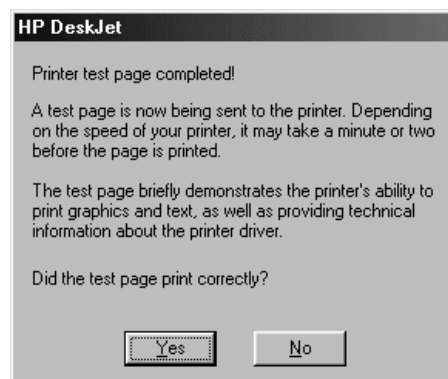 HP DeskJet
Printer test page completed!
A test page is now being sent to the printer. Depending
on the speed of your printer, it may take a minute or two
before the page is printed.
The test page briefly demonstrates the printer's ability to
print graphics and text, as well as providing technical
information about the printer driver.
Did the test page print correctly?
Yes No